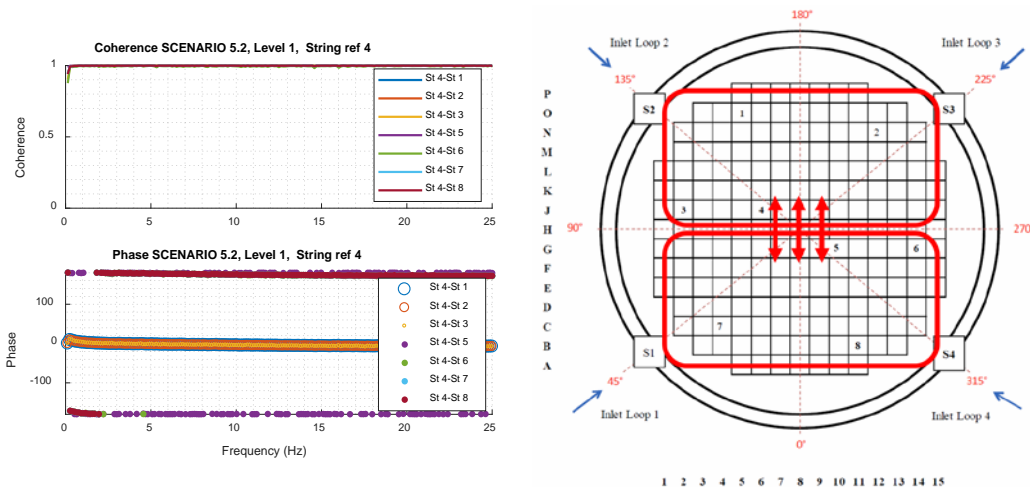 Coherence SCENARIO 5.2, Level 1, String ref 4
1
0.5
0
Coherence
0 5 10 15 20 25
St 4-St 1
St 4-St 2
St 4-St 3
St 4-St 5
St 4-St 6
St 4-St 7
St 4-St 8
Phase SCENARIO 5.2, Level 1, String ref 4
100
0
-100
Phase
0 5 10 15 20 25
Frequency (Hz)
St 4-St 1
St 4-St 2
St 4-St 3
St 4-St 5
St 4-St 6
St 4-St 7
St 4-St 8
180°
Inlet Loop 2
Inlet Loop 3
135°
225°
S2
S3
P
O
N
M
L
K
J
H
G
F
E
D
C
B
A
1
2
3
4
5
6
7
8
90°
270°
S1
S4
45°
315°
Inlet Loop 1
Inlet Loop 4
0°
1 2 3 4 5 6 7 8 9 10 11 12 13 14 15